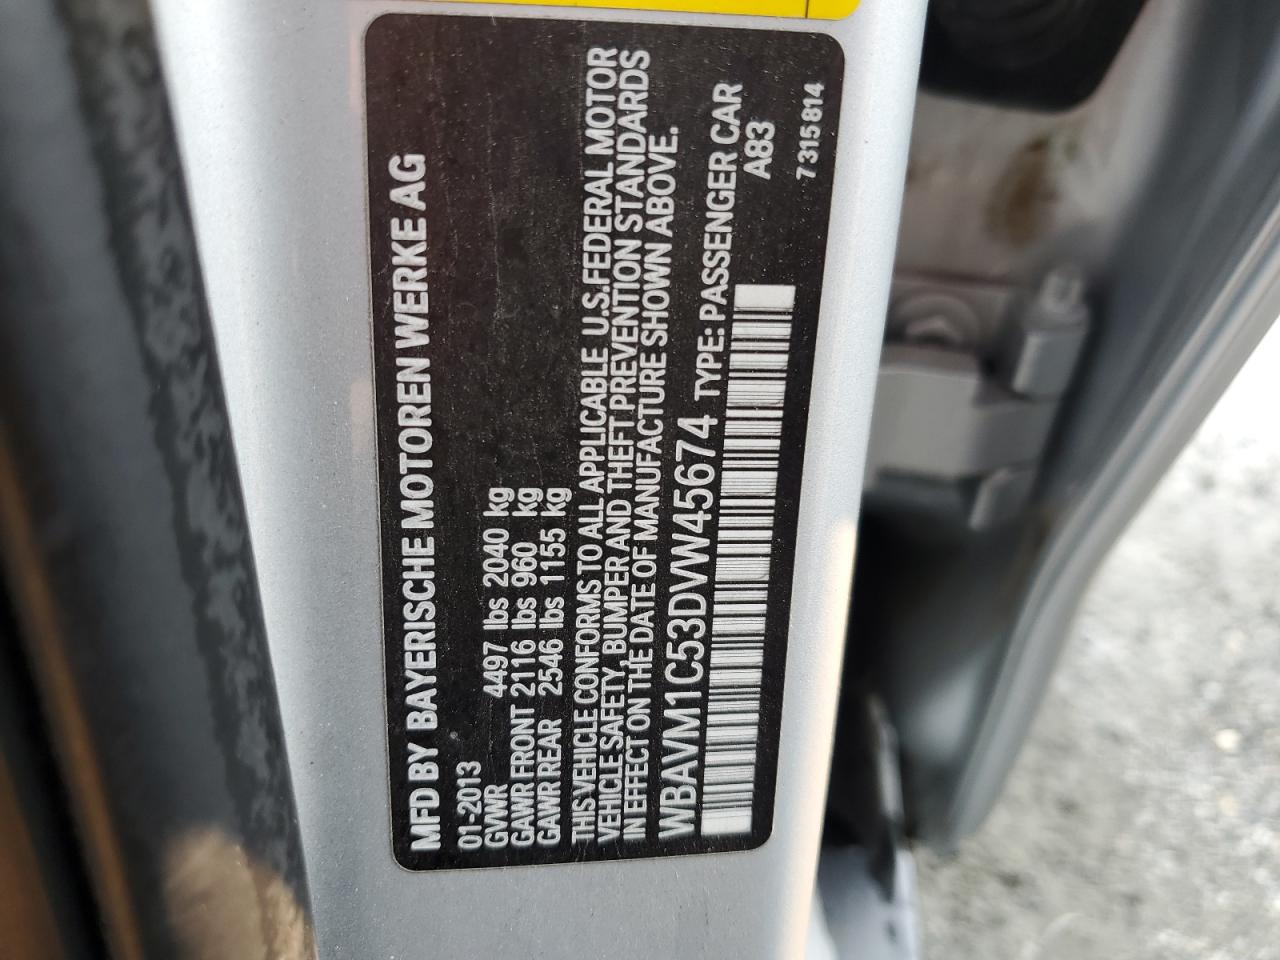 MFD BY BAYERISCHE MOTOREN WERKE AG
01-2013
GVWR 4497 lbs 2040 kg
GAWR FRONT 2116 lbs 960 kg
GAWR REAR 2546 lbs 1155 kg
THIS VEHICLE CONFORMS TO ALL APPLICABLE U.S.FEDERAL MOTOR
VEHICLE SAFETY, BUMPER AND THEFT PREVENTION STANDARDS
IN EFFECT ON THE DATE OF MANUFACTURE SHOWN ABOVE.
WBAVM1C53DVW45674 TYPE: PASSENGER CAR
A83
7 315 814